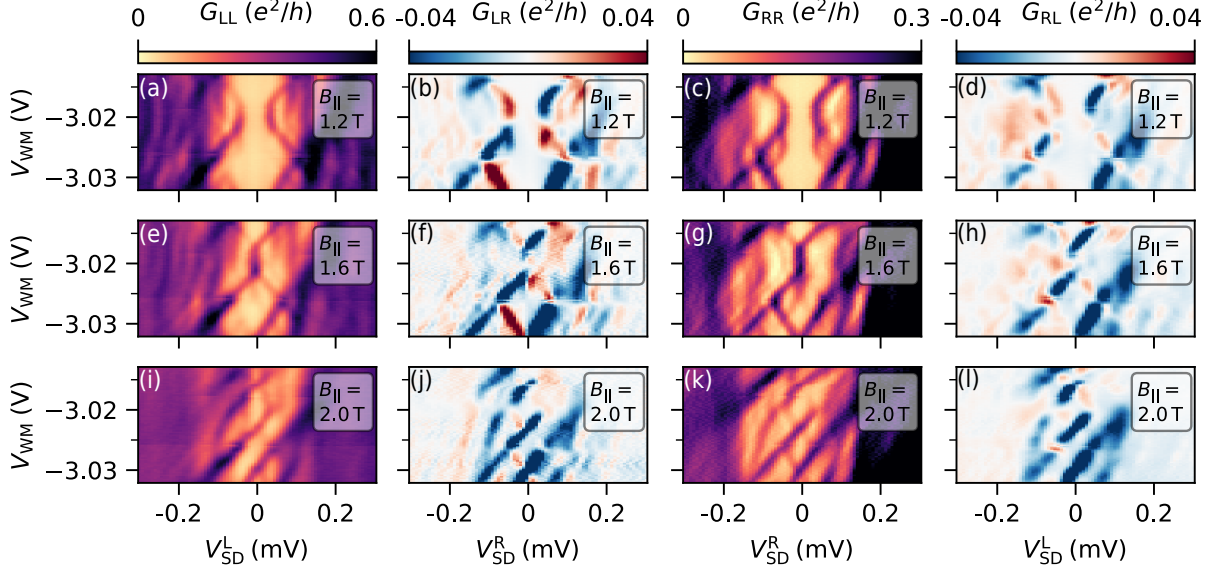 0 G_LL (e²/h) 0.6 -0.04 G_LR (e²/h) 0.04 0 G_RR (e²/h) 0.3 -0.04 G_RL (e²/h) 0.04
V_WM (V) −3.02 −3.03
(a) B_|| = 1.2 T
(b) B_|| = 1.2 T
(c) B_|| = 1.2 T
(d) B_|| = 1.2 T
V_WM (V) −3.02 −3.03
(e) B_|| = 1.6 T
(f) B_|| = 1.6 T
(g) B_|| = 1.6 T
(h) B_|| = 1.6 T
V_WM (V) −3.02 −3.03
(i) B_|| = 2.0 T
(j) B_|| = 2.0 T
(k) B_|| = 2.0 T
(l) B_|| = 2.0 T
-0.2 0 0.2 -0.2 0 0.2 -0.2 0 0.2 -0.2 0 0.2
V_SD^L (mV) V_SD^R (mV) V_SD^R (mV) V_SD^L (mV)